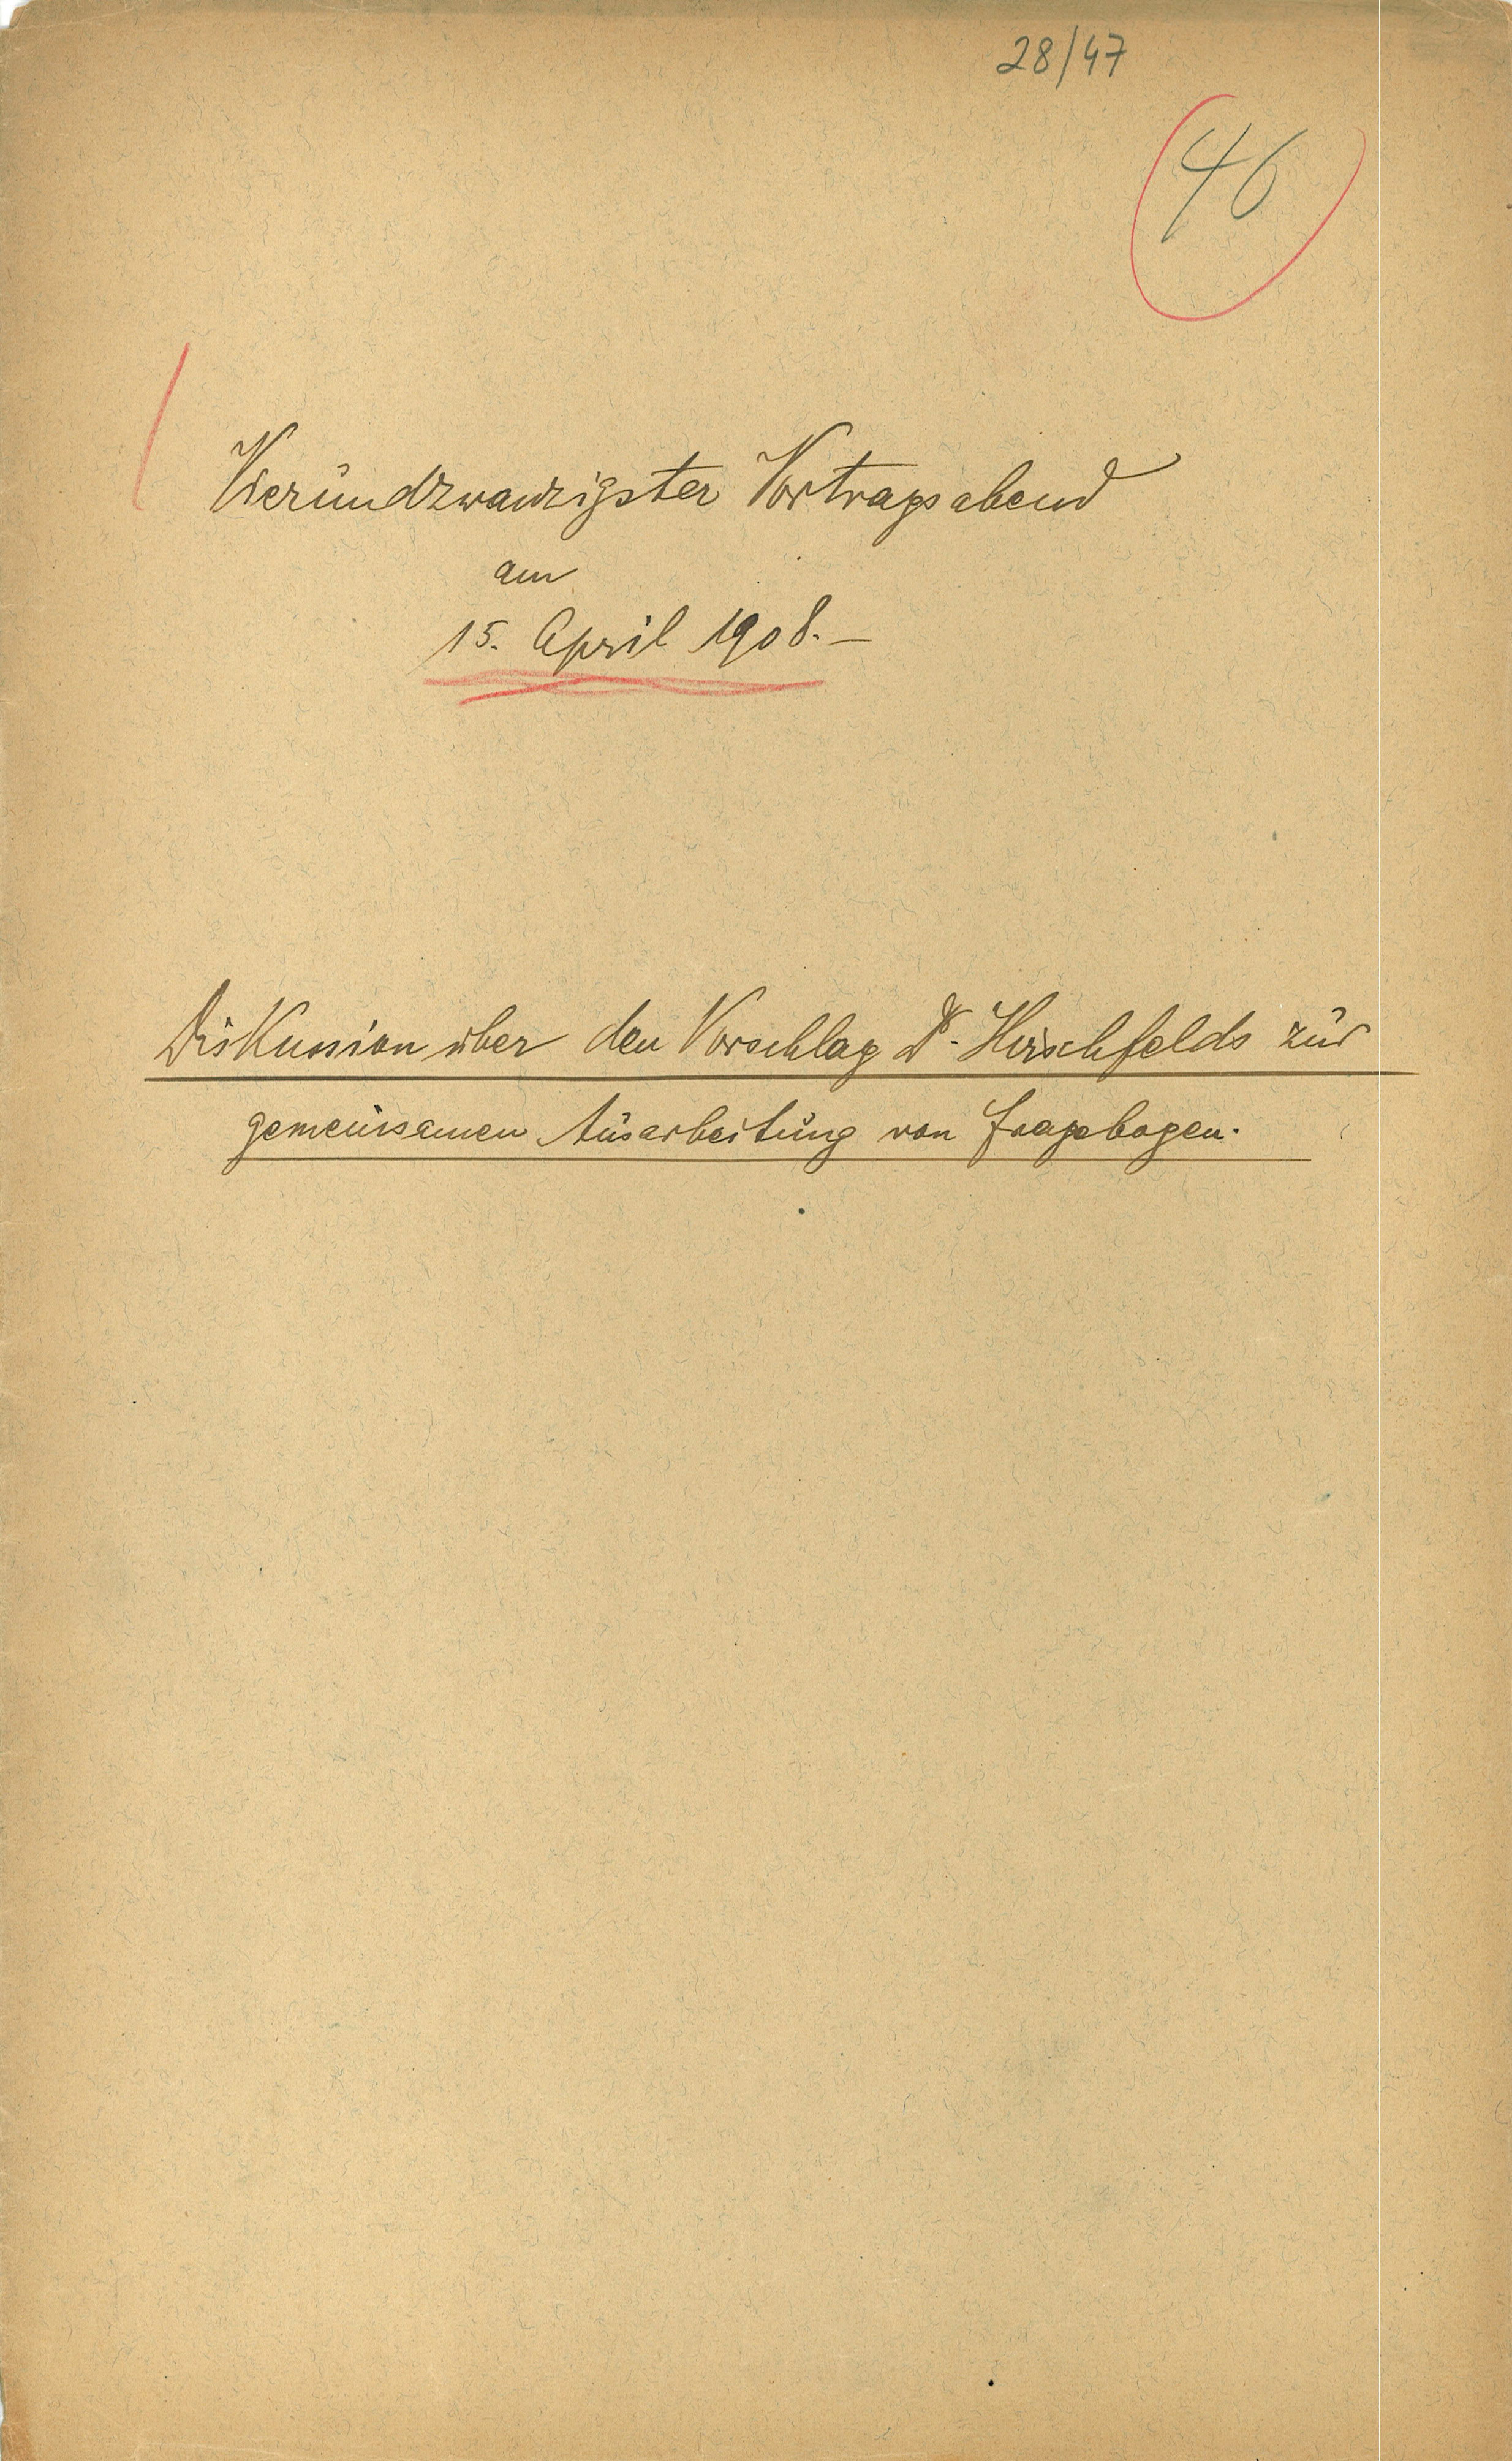 28/47
46
Vierundzwanzigster Vortragsabend
am
15. April 1908.—
Diskussion über den Vorschlag Dr. Hirschfelds zur
gemeinsamen Ausarbeitung von Fragebogen.